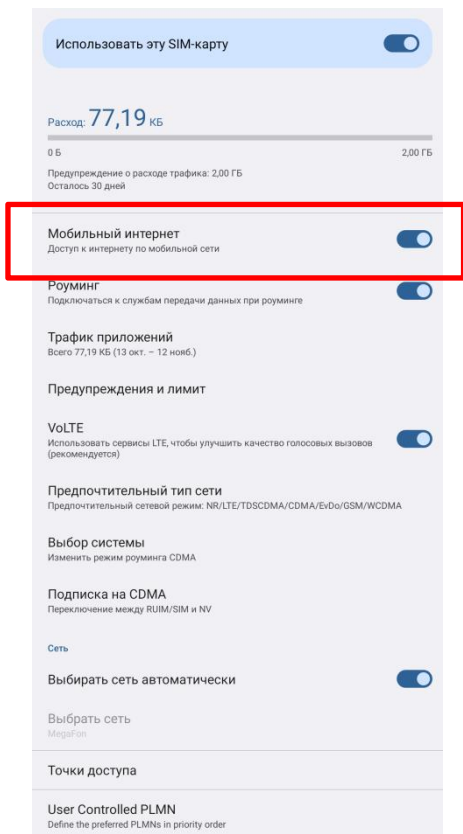 Использовать эту SIM-карту
Расход: 77,19 КБ
0 Б 2,00 ГБ
Предупреждение о расходе трафика: 2,00 ГБ
Осталось 30 дней
Мобильный интернет
Доступ к интернету по мобильной сети
Роуминг
Подключаться к службам передачи данных при роуминге
Трафик приложений
Всего 77,19 КБ (13 окт. – 12 нояб.)
Предупреждения и лимит
VoLTE
Использовать сервисы LTE, чтобы улучшить качество голосовых вызовов
(рекомендуется)
Предпочтительный тип сети
Предпочтительный сетевой режим: NR/LTE/TDSCDMA/CDMA/EvDo/GSM/WCDMA
Выбор системы
Изменить режим роуминга CDMA
Подписка на CDMA
Переключение между RUIM/SIM и NV
Сеть
Выбирать сеть автоматически
Выбрать сеть
MegaFon
Точки доступа
User Controlled PLMN
Define the preferred PLMNs in priority order